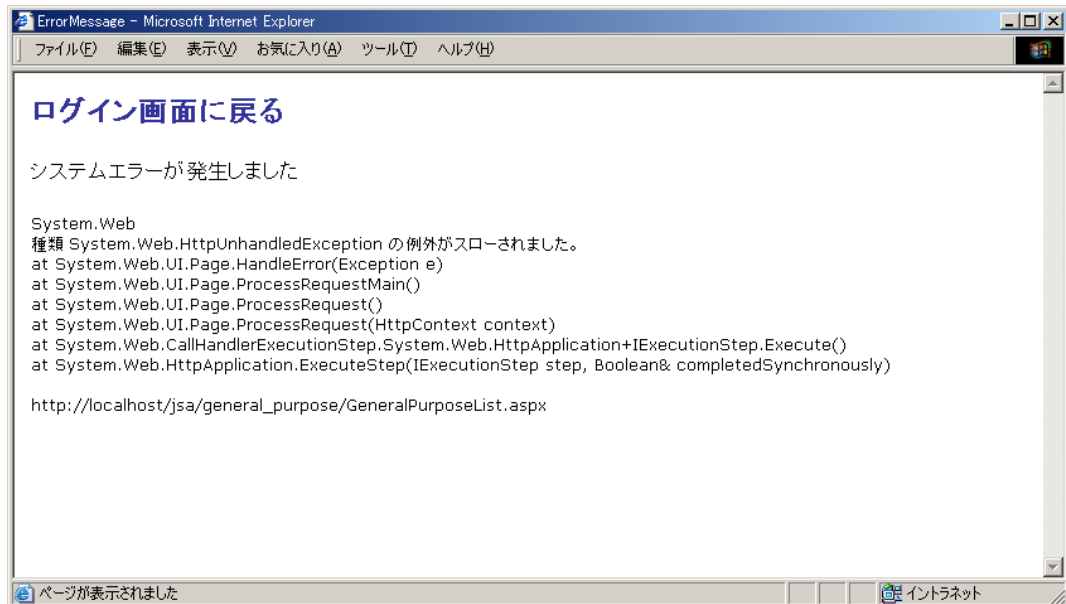 ErrorMessage - Microsoft Internet Explorer
ファイル(F) 編集(E) 表示(V) お気に入り(A) ツール(T) ヘルプ(H)
ログイン画面に戻る
システムエラーが発生しました
System.Web
種類 System.Web.HttpUnhandledException の例外がスローされました。
at System.Web.UI.Page.HandleError(Exception e)
at System.Web.UI.Page.ProcessRequestMain()
at System.Web.UI.Page.ProcessRequest()
at System.Web.UI.Page.ProcessRequest(HttpContext context)
at System.Web.CallHandlerExecutionStep.System.Web.HttpApplication+IExecutionStep.Execute()
at System.Web.HttpApplication.ExecuteStep(IExecutionStep step, Boolean& completedSynchronously)
http://localhost/jsa/general_purpose/GeneralPurposeList.aspx
ページが表示されました イントラネット